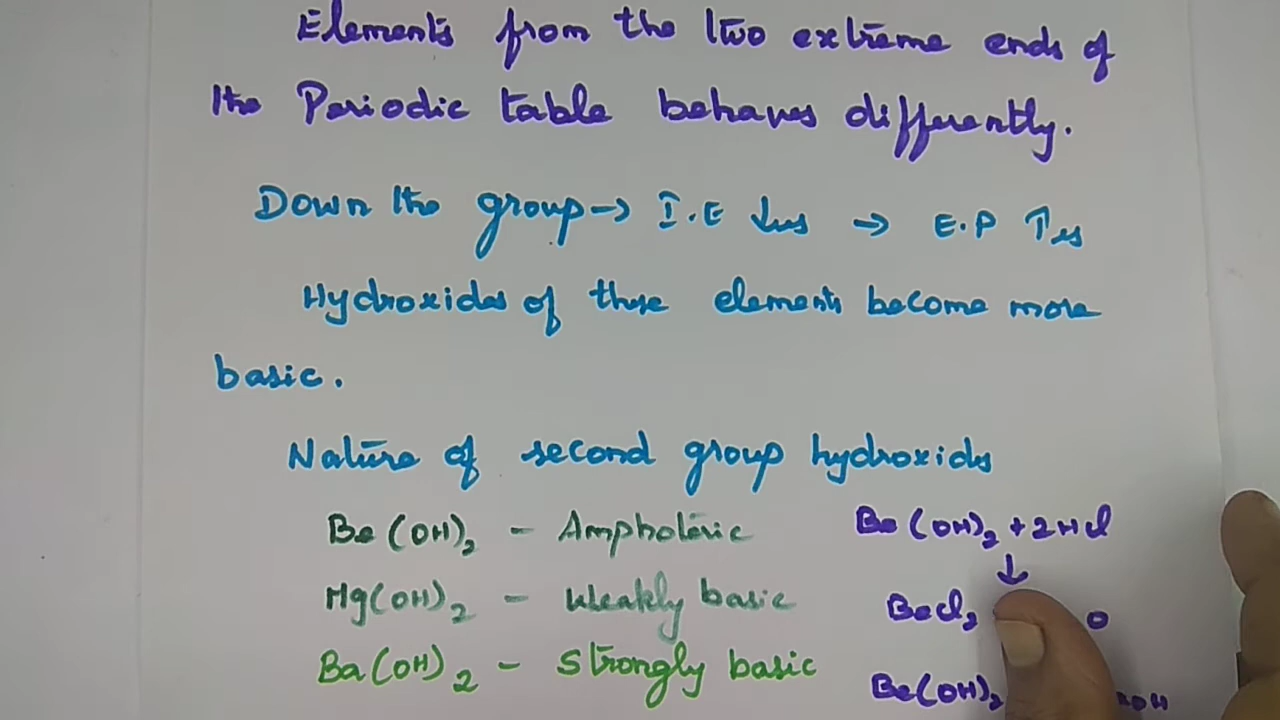 Elements from the two extreme ends of
the Periodic table behaves differently.
Down the group → I.E ↓ses → E.P ↑es
Hydroxides of these elements become more
basic.
Nature of second group hydroxides
Be(OH)₂ - Amphoteric
Be(OH)₂ + 2HCl
↓
Mg(OH)₂ - Weakly basic
BeCl₂ O
Ba(OH)₂ - Strongly basic
Be(OH)₂ OH